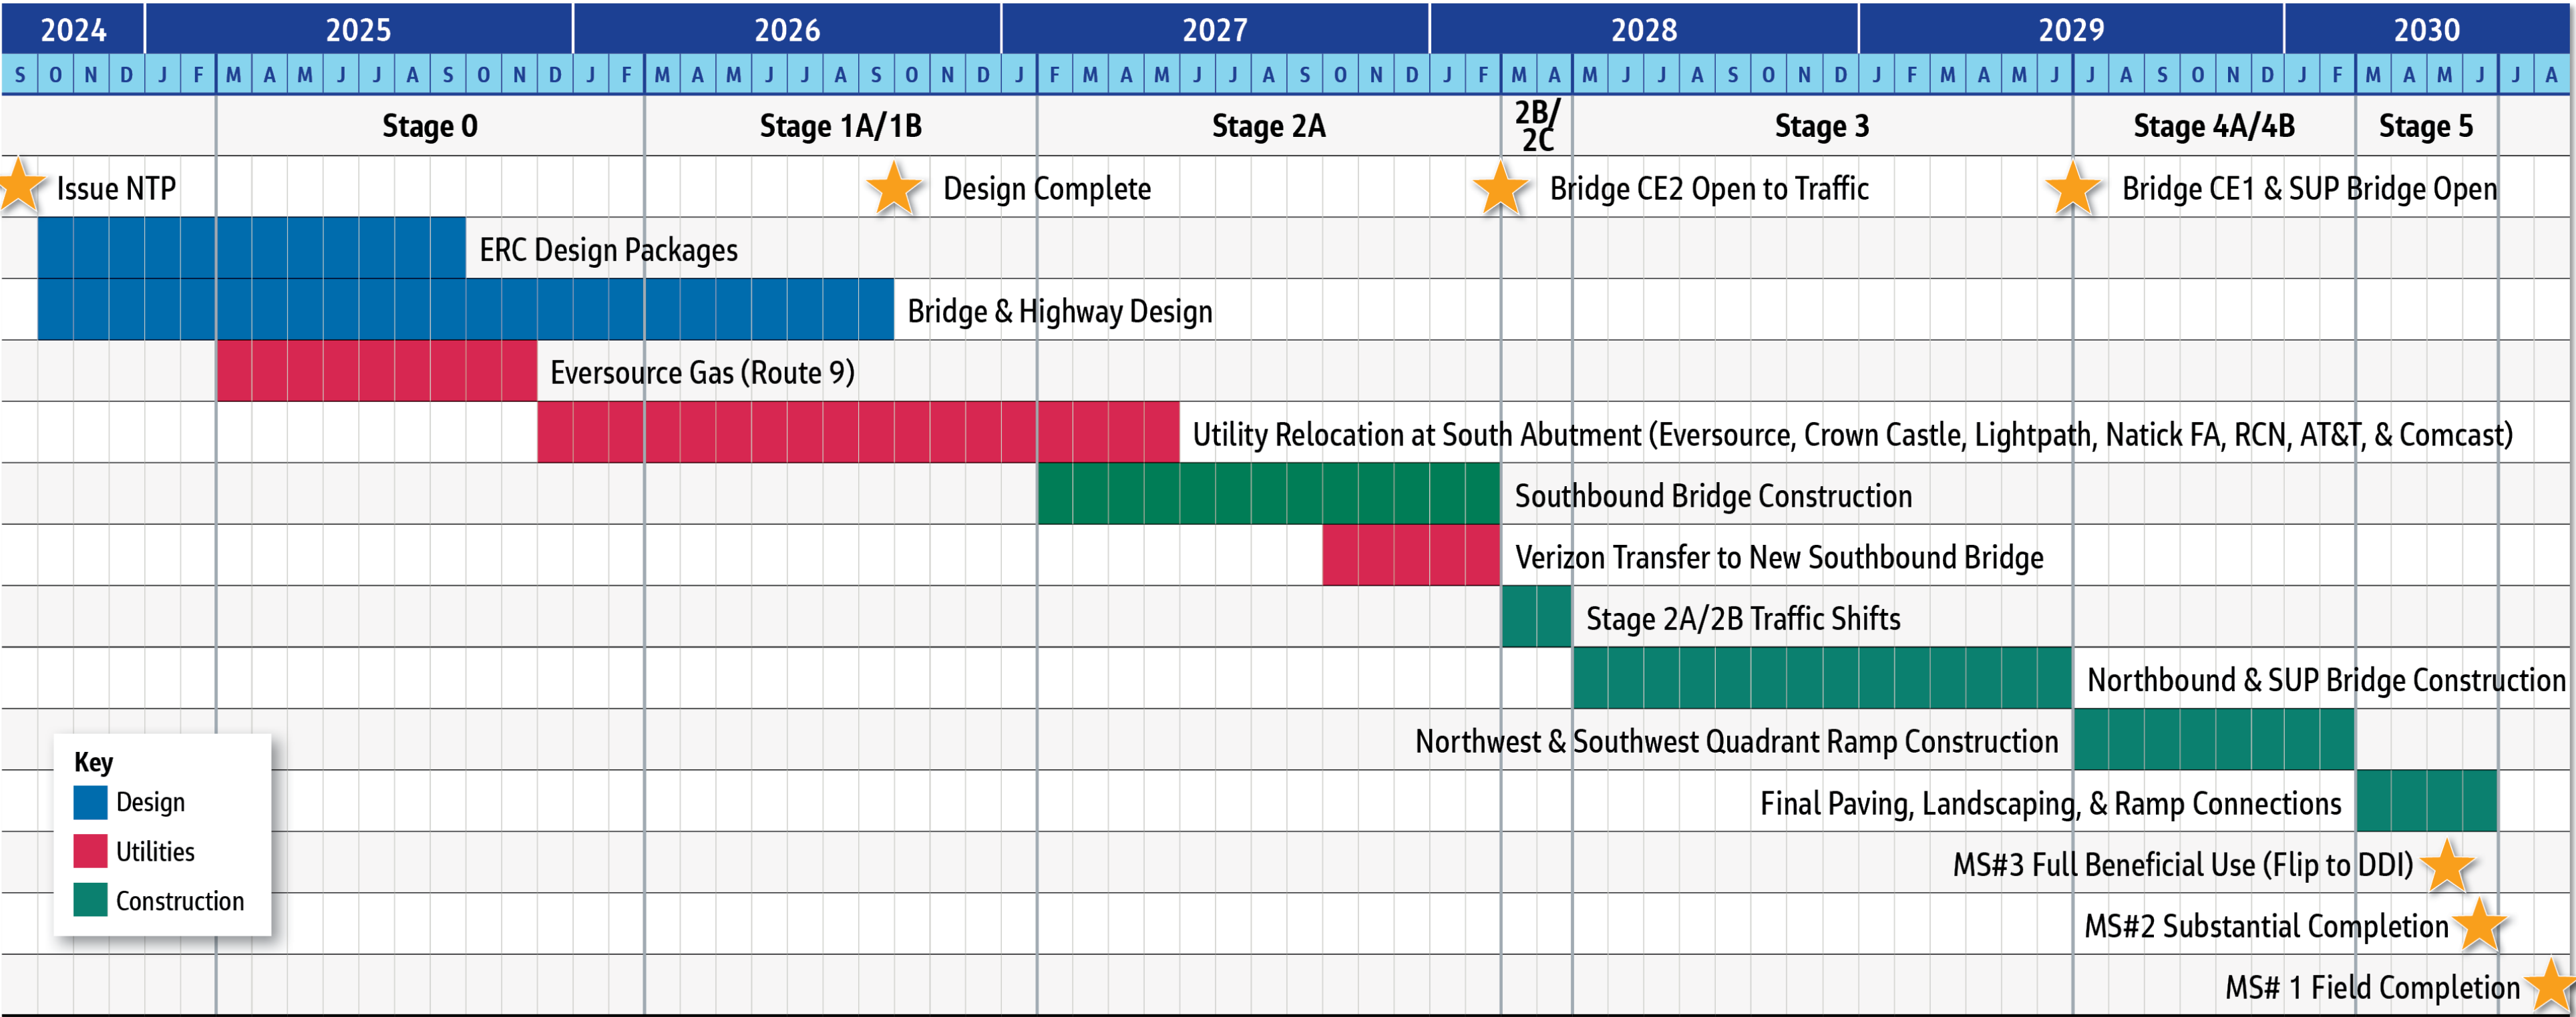 2024 2025 2026 2027 2028 2029 2030
S O N D J F M A M J J A S O N D J F M A M J J A S O N D J F M A M J J A S O N D J F M A M J J A S O N D J F M A M J J A S O N D J F M A M J J A
Stage 0 Stage 1A/1B Stage 2A 2B/ Stage 3 Stage 4A/4B Stage 5
2C
Issue NTP Design Complete Bridge CE2 Open to Traffic Bridge CE1 & SUP Bridge Open
ERC Design Packages
Bridge & Highway Design
Eversource Gas (Route 9)
Utility Relocation at South Abutment (Eversource, Crown Castle, Lightpath, Natick FA, RCN, AT&T, & Comcast)
Southbound Bridge Construction
Verizon Transfer to New Southbound Bridge
Stage 2A/2B Traffic Shifts
Northbound & SUP Bridge Construction
Northwest & Southwest Quadrant Ramp Construction
Final Paving, Landscaping, & Ramp Connections
MS#3 Full Beneficial Use (Flip to DDI)
MS#2 Substantial Completion
MS# 1 Field Completion
Key
Design
Utilities
Construction